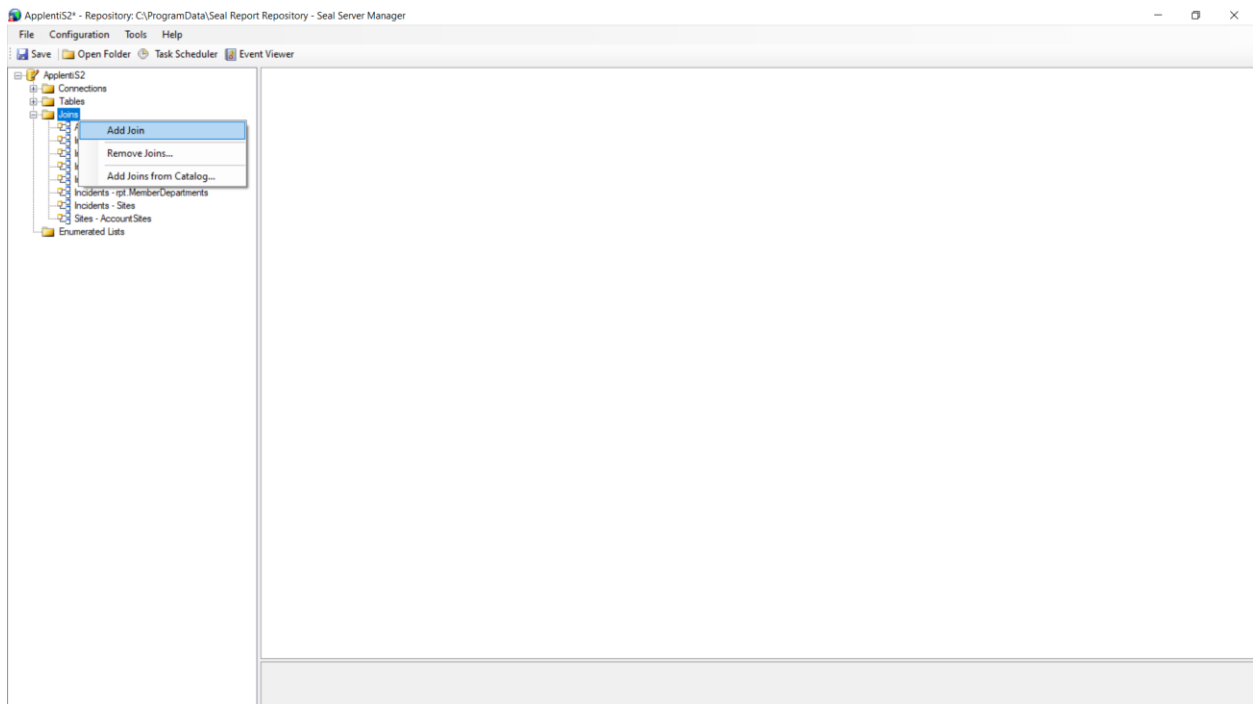 ApplentiS2* - Repository: C:\ProgramData\Seal Report Repository - Seal Server Manager
File Configuration Tools Help
Save Open Folder Task Scheduler Event Viewer
ApplentiS2
Connections
Tables
Joins
Add Join
Remove Joins...
Add Joins from Catalog...
Incidents - rpt.MemberDepartments
Incidents - Sites
Sites - AccountSites
Enumerated Lists